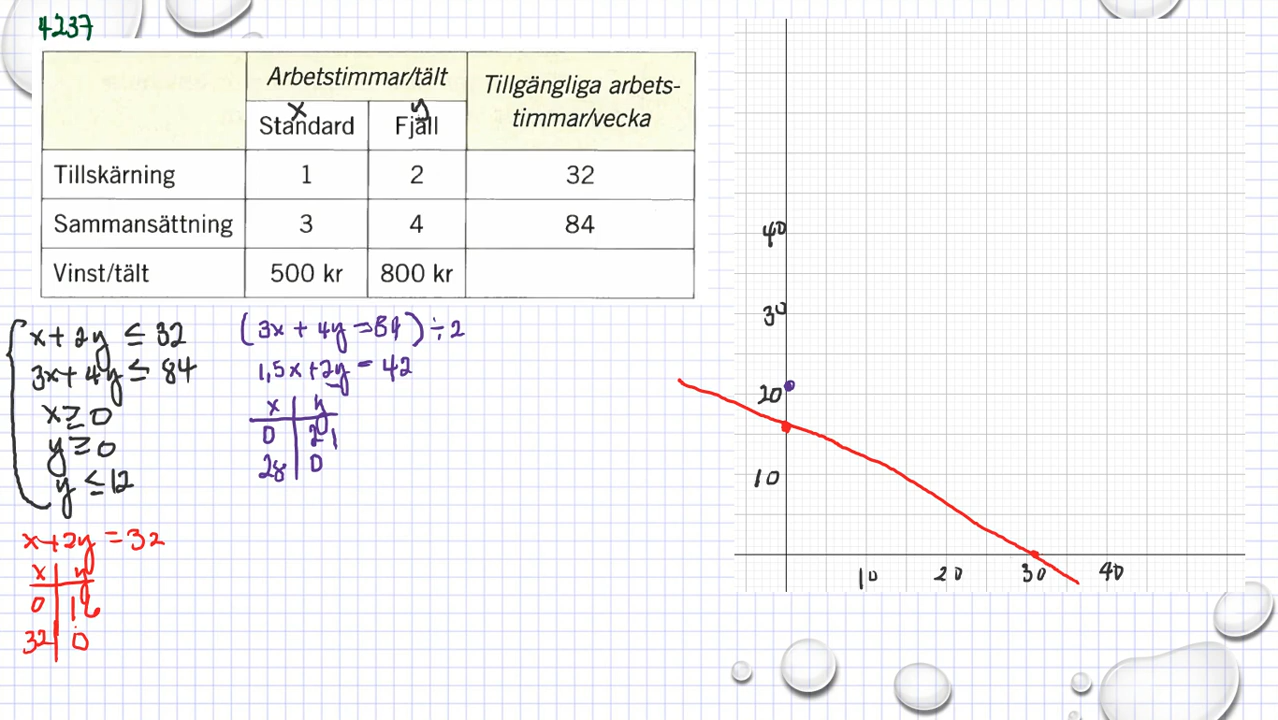 4237
Arbetstimmar/tält
Tillgängliga arbets-
timmar/vecka
x
y
Standard
Fjäll
Tillskärning 1 2 32
Sammansättning 3 4 84
Vinst/tält 500 kr 800 kr
x + 2y ≤ 32
3x + 4y ≤ 84
x ≥ 0
y ≥ 0
y ≤ 12
x + 2y = 32
x y
0 16
32 0
(3x + 4y = 84) ÷ 2
1,5x + 2y = 42
x y
0 21
28 0
40
30
20
10
10 20 30 40